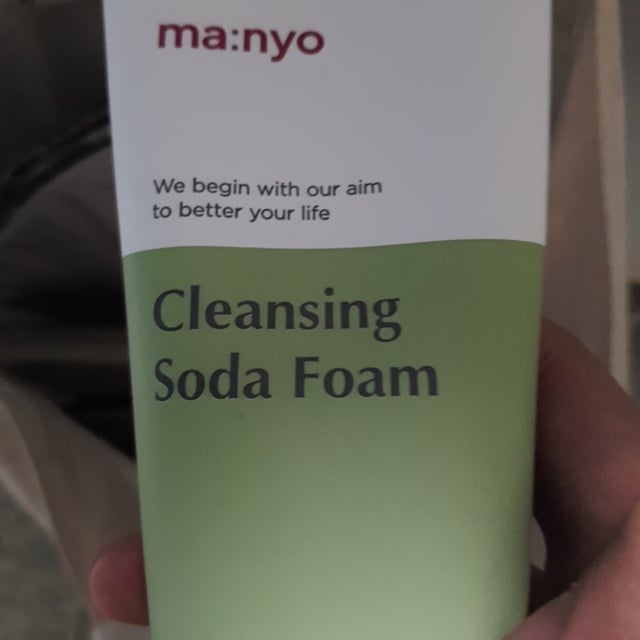 ma:nyo
We begin with our aim
to better your life
Cleansing
Soda Foam